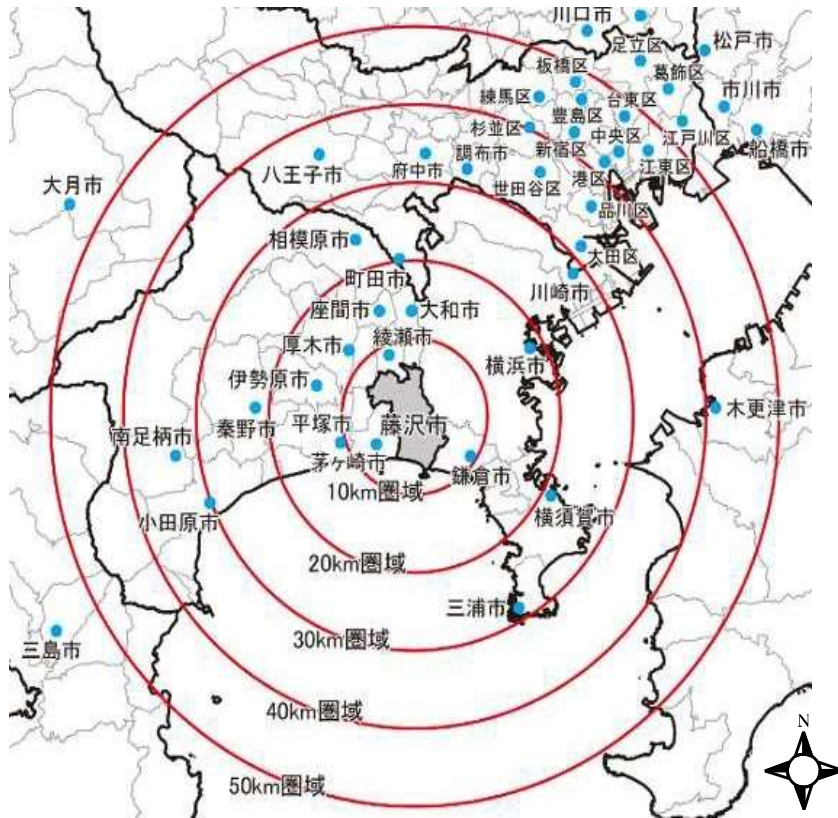 川口市
松戸市
足立区
板橋区
葛飾区
練馬区
市川市
豊島区
台東区
杉並区
中央区
江戸川区
新宿区
船橋市
八王子市
府中市
調布市
江東区
港区
世田谷区
大月市
品川区
相模原市
大田区
町田市
川崎市
座間市
大和市
綾瀬市
厚木市
横浜市
伊勢原市
木更津市
秦野市
平塚市
藤沢市
南足柄市
茅ヶ崎市
鎌倉市
10km圏域
横須賀市
小田原市
20km圏域
三浦市
30km圏域
三島市
40km圏域
N
50km圏域